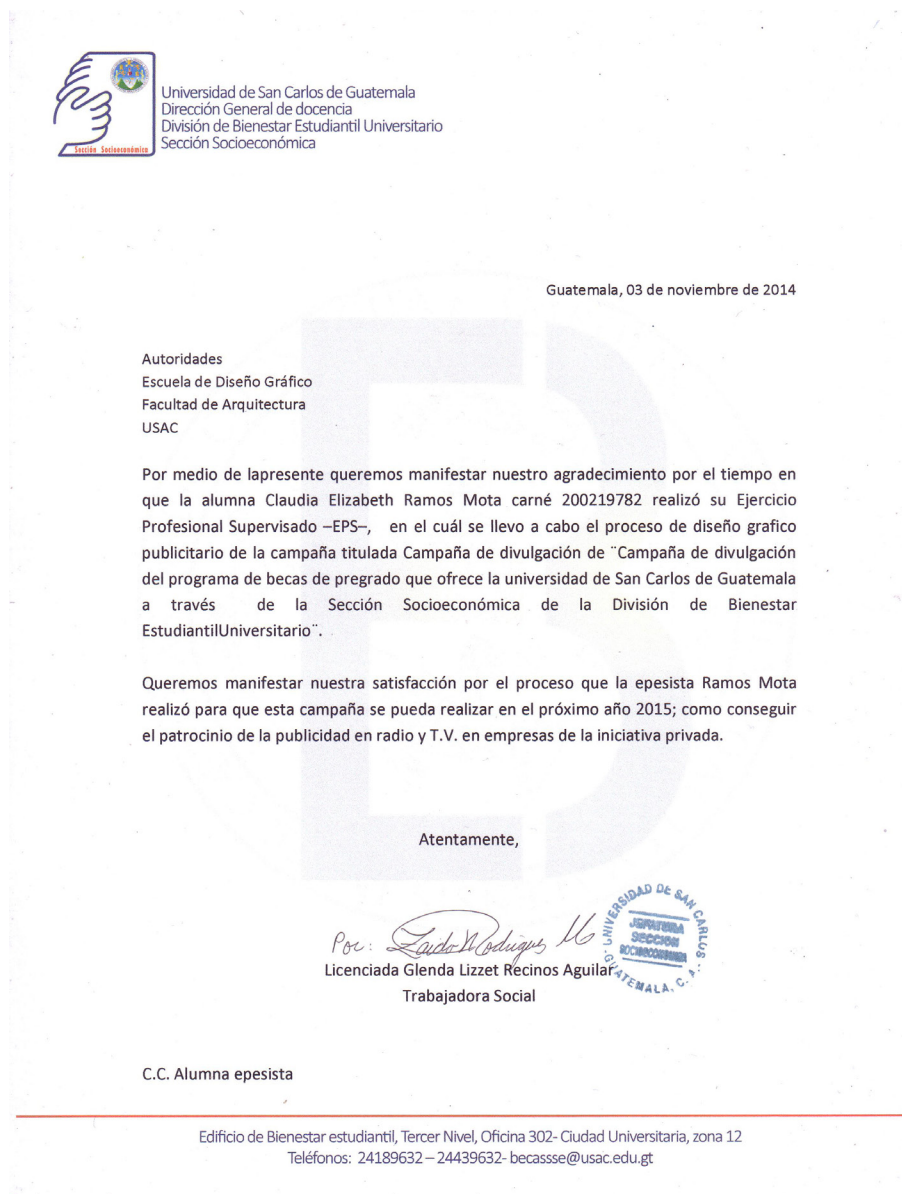 Sección Socioeconómica
Universidad de San Carlos de Guatemala
Dirección General de docencia
División de Bienestar Estudiantil Universitario
Sección Socioeconómica
Guatemala, 03 de noviembre de 2014
Autoridades
Escuela de Diseño Gráfico
Facultad de Arquitectura
USAC
Por medio de lapresente queremos manifestar nuestro agradecimiento por el tiempo en
que la alumna Claudia Elizabeth Ramos Mota carné 200219782 realizó su Ejercicio
Profesional Supervisado –EPS–, en el cuál se llevo a cabo el proceso de diseño grafico
publicitario de la campaña titulada Campaña de divulgación de ¨Campaña de divulgación
del programa de becas de pregrado que ofrece la universidad de San Carlos de Guatemala
a través de la Sección Socioeconómica de la División de Bienestar
EstudiantilUniversitario¨.
Queremos manifestar nuestra satisfacción por el proceso que la epesista Ramos Mota
realizó para que esta campaña se pueda realizar en el próximo año 2015; como conseguir
el patrocinio de la publicidad en radio y T.V. en empresas de la iniciativa privada.
Atentamente,
Por:
Licenciada Glenda Lizzet Recinos Aguilar
Trabajadora Social
UNIVERSIDAD DE SAN CARLOS
JEFATURA
SECCION
SOCIOECONOMICA
GUATEMALA, C. A.
C.C. Alumna epesista
Edificio de Bienestar estudiantil, Tercer Nivel, Oficina 302- Ciudad Universitaria, zona 12
Teléfonos: 24189632 – 24439632- becassse@usac.edu.gt